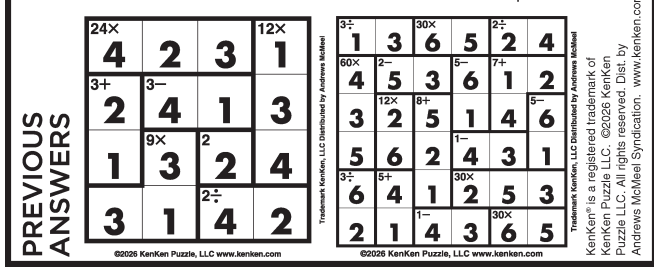 PREVIOUS
ANSWERS
24× 12×
4 2 3 1
3+ 3−
2 4 1 3
9× 2
1 3 2 4
2÷
3 1 4 2
©2026 KenKen Puzzle, LLC www.kenken.com
Trademark KenKen, LLC Distributed by Andrews McMeel
3÷ 30× 2÷
1 3 6 5 2 4
60× 2− 5− 7+
4 5 3 6 1 2
12× 8+ 5−
3 2 5 1 4 6
1−
5 6 2 4 3 1
3÷ 5+ 30×
6 4 1 2 5 3
1− 30×
2 1 4 3 6 5
©2026 KenKen Puzzle, LLC www.kenken.com
Trademark KenKen, LLC Distributed by Andrews McMeel
KenKen® is a registered trademark of
KenKen Puzzle LLC. ©2026 KenKen
Puzzle LLC. All rights reserved. Dist. by
Andrews McMeel Syndication. www.kenken.com